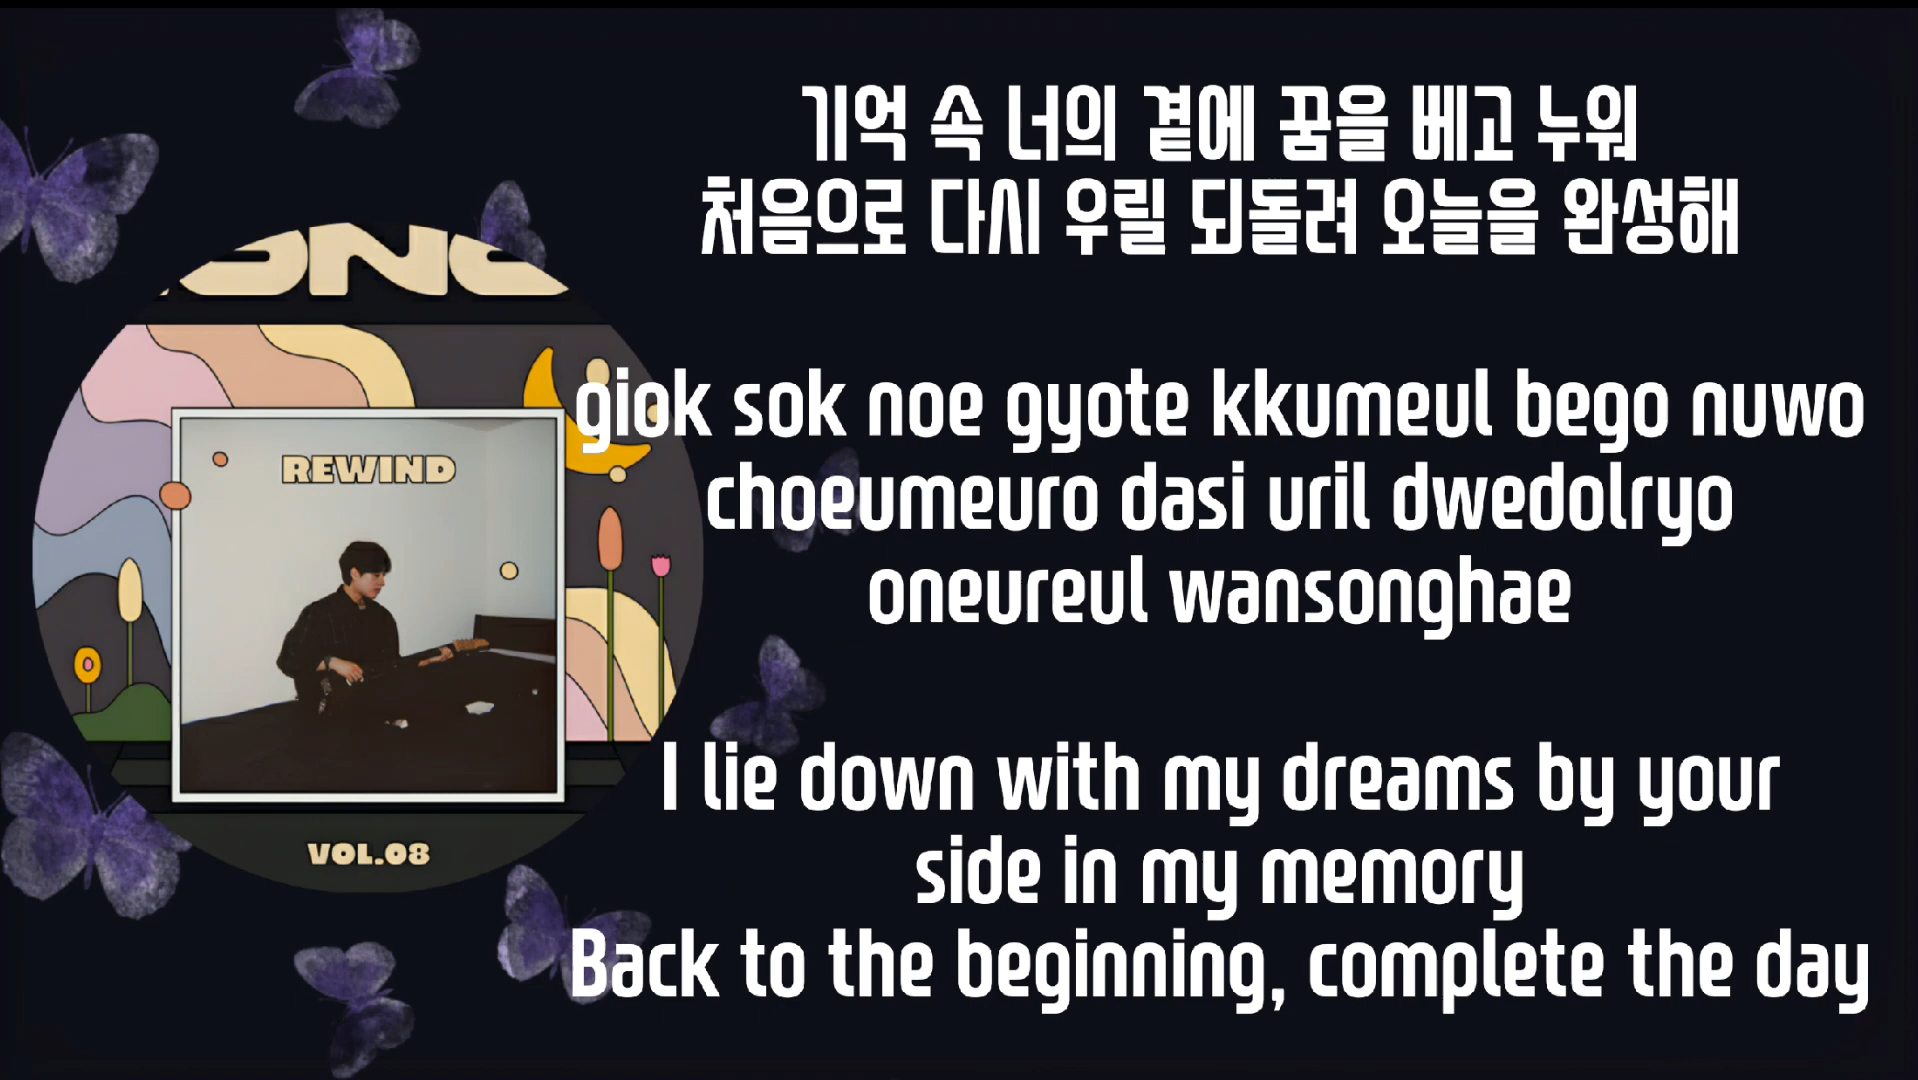 기억 속 너의 곁에 꿈을 베고 누워
처음으로 다시 우릴 되돌려 오늘을 완성해
giok sok noe gyote kkumeul bego nuwo
choeumeuro dasi uril dwedolryo
oneureul wansonghae
I lie down with my dreams by your
side in my memory
Back to the beginning, complete the day
REWIND
VOL.08